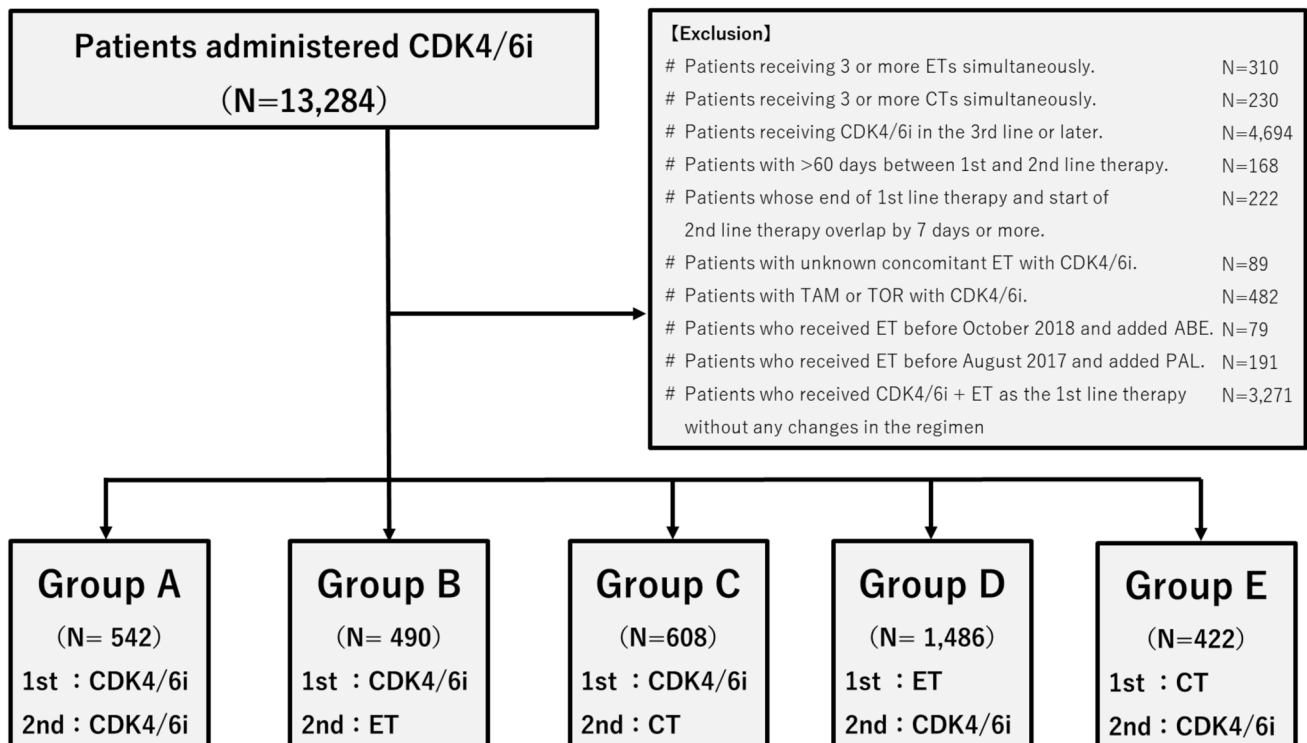 Patients administered CDK4/6i
(N=13,284)
【Exclusion】
# Patients receiving 3 or more ETs simultaneously. N=310
# Patients receiving 3 or more CTs simultaneously. N=230
# Patients receiving CDK4/6i in the 3rd line or later. N=4,694
# Patients with >60 days between 1st and 2nd line therapy. N=168
# Patients whose end of 1st line therapy and start of N=222
2nd line therapy overlap by 7 days or more.
# Patients with unknown concomitant ET with CDK4/6i. N=89
# Patients with TAM or TOR with CDK4/6i. N=482
# Patients who received ET before October 2018 and added ABE. N=79
# Patients who received ET before August 2017 and added PAL. N=191
# Patients who received CDK4/6i + ET as the 1st line therapy N=3,271
without any changes in the regimen
Group A
(N= 542)
1st : CDK4/6i
2nd : CDK4/6i
Group B
(N= 490)
1st : CDK4/6i
2nd : ET
Group C
(N=608)
1st : CDK4/6i
2nd : CT
Group D
(N= 1,486)
1st : ET
2nd : CDK4/6i
Group E
(N=422)
1st : CT
2nd : CDK4/6i